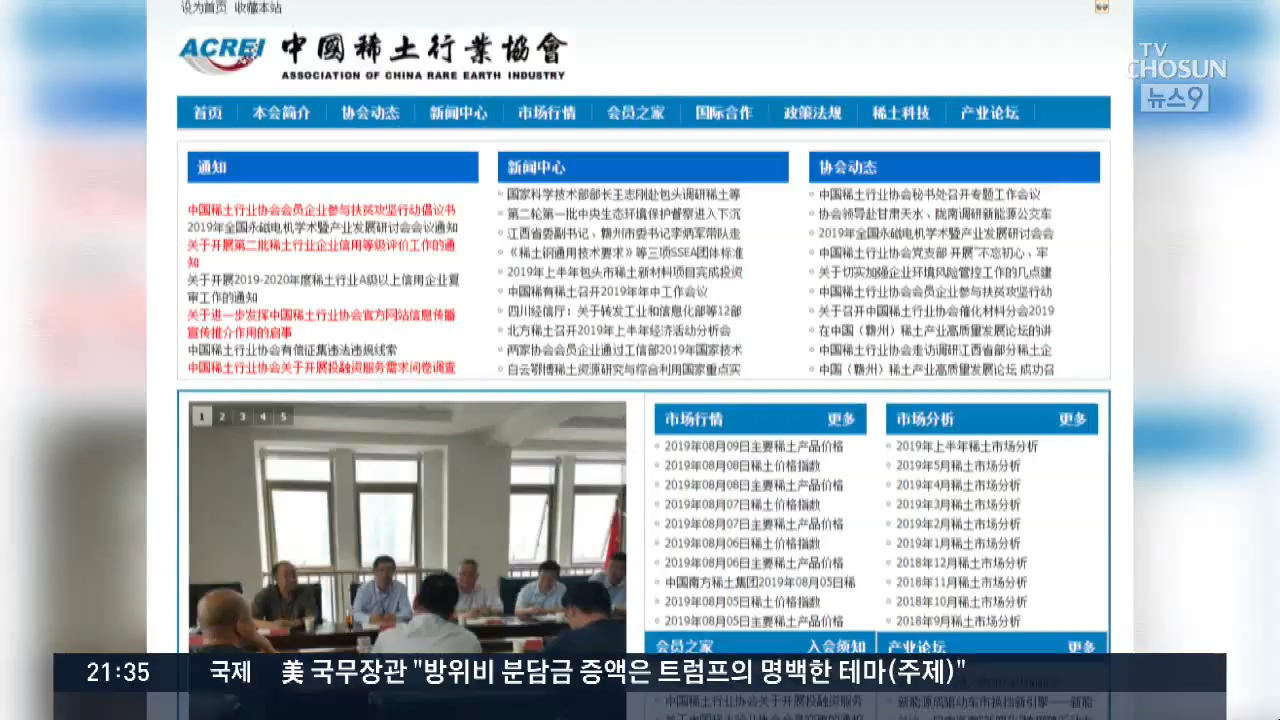 设为首页 收藏本站
TV
CHOSUN
뉴스9
ACREI 中國稀土行業協會
ASSOCIATION OF CHINA RARE EARTH INDUSTRY
首页 本会简介 协会动态 新闻中心 市场行情 会员之家 国际合作 政策法规 稀土科技 产业论坛
通知
中国稀土行业协会会员企业参与扶贫攻坚行动倡议书
2019年全国永磁电机学术暨产业发展研讨会会议通知
关于开展第二批稀土行业企业信用等级评价工作的通
知
关于开展2019-2020年度稀土行业A级以上信用企业复
审工作的通知
关于进一步发挥中国稀土行业协会官方网站信息传播
宣传推介作用的启事
中国稀土行业协会有偿征集违法违规线索
中国稀土行业协会关于开展投融资服务需求问卷调查
新闻中心
国家科学技术部部长王志刚赴包头调研稀土等
第二轮第一批中央生态环境保护督察进入下沉
江西省委副书记、赣州市委书记李炳军带队走
《稀土钢通用技术要求》等三项SSEA团体标准
2019年上半年包头市稀土新材料项目完成投资
中国稀有稀土召开2019年年中工作会议
四川经信厅：关于转发工业和信息化部等12部
北方稀土召开2019年上半年经济活动分析会
两家协会会员企业通过工信部2019年国家技术
白云鄂博稀土资源研究与综合利用国家重点实
协会动态
中国稀土行业协会秘书处召开专题工作会议
协会领导赴甘肃天水、陇南调研新能源公交车
2019年全国永磁电机学术暨产业发展研讨会会
中国稀土行业协会党支部 开展"不忘初心、牢
关于切实加强企业环境风险管控工作的几点建
中国稀土行业协会会员企业参与扶贫攻坚行动
关于召开中国稀土行业协会催化材料分会2019
在中国（赣州）稀土产业高质量发展论坛的讲
中国稀土行业协会走访调研江西省部分稀土企
中国（赣州）稀土产业高质量发展论坛 成功召
1 2 3 4 5
市场行情 更多
2019年08月09日主要稀土产品价格
2019年08月08日稀土价格指数
2019年08月08日主要稀土产品价格
2019年08月07日稀土价格指数
2019年08月07日主要稀土产品价格
2019年08月06日稀土价格指数
2019年08月06日主要稀土产品价格
中国南方稀土集团2019年08月05日稀
2019年08月05日稀土价格指数
2019年08月05日主要稀土产品价格
市场分析 更多
2019年上半年稀土市场分析
2019年5月稀土市场分析
2019年4月稀土市场分析
2019年3月稀土市场分析
2019年2月稀土市场分析
2019年1月稀土市场分析
2018年12月稀土市场分析
2018年11月稀土市场分析
2018年10月稀土市场分析
2018年9月稀土市场分析
会员之家 入会须知
产业论坛 更多
21:35 국제 美 국무장관 "방위비 분담금 증액은 트럼프의 명백한 테마(주제)"
中国稀土行业协会关于开展投融资服务